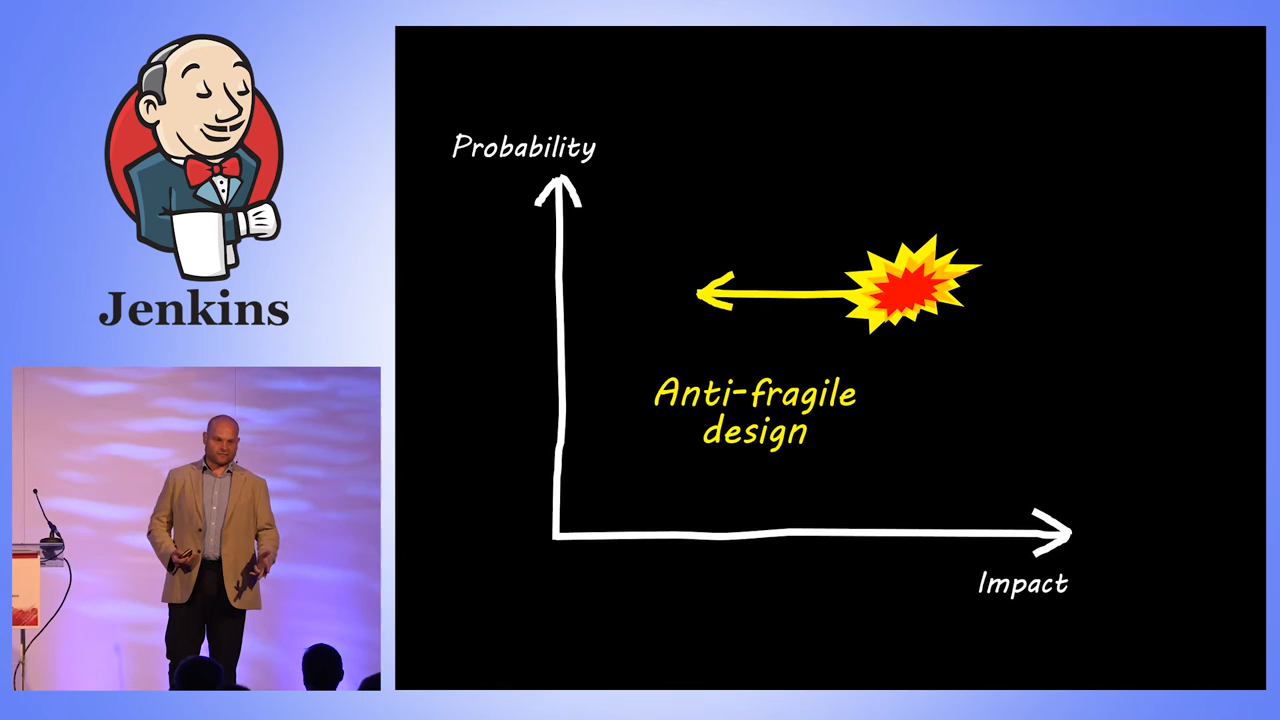 Jenkins
Probability
Anti-fragile
design
Impact